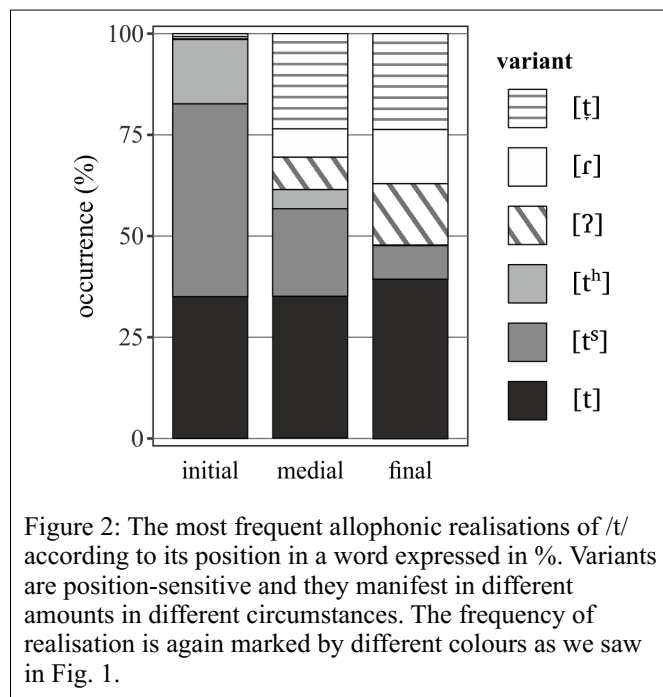 100
75
50
25
0
occurrence (%)
initial medial final
variant
[t̞]
[ɾ]
[ʔ]
[tʰ]
[tˢ]
[t]
Figure 2: The most frequent allophonic realisations of /t/
according to its position in a word expressed in %. Variants
are position-sensitive and they manifest in different
amounts in different circumstances. The frequency of
realisation is again marked by different colours as we saw
in Fig. 1.